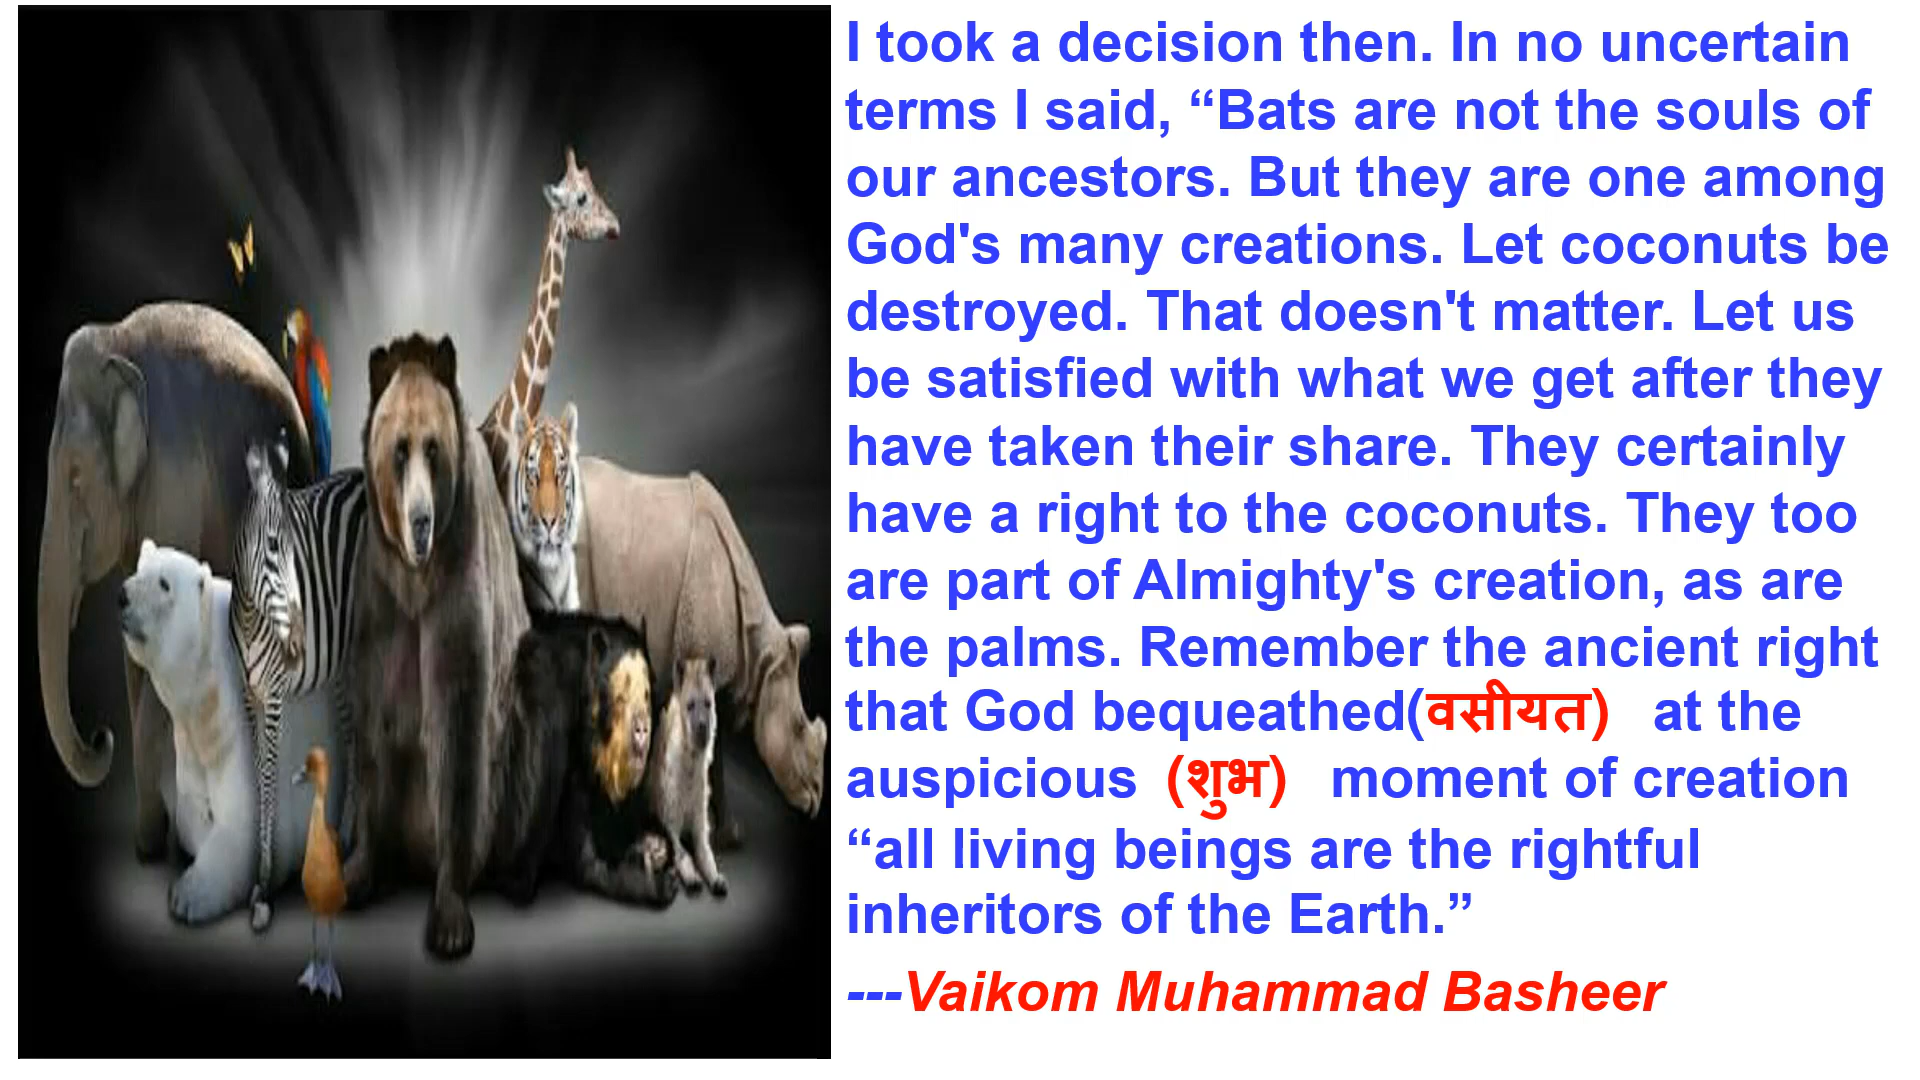 I took a decision then. In no uncertain
terms I said, “Bats are not the souls of
our ancestors. But they are one among
God's many creations. Let coconuts be
destroyed. That doesn't matter. Let us
be satisfied with what we get after they
have taken their share. They certainly
have a right to the coconuts. They too
are part of Almighty's creation, as are
the palms. Remember the ancient right
that God bequeathed(वसीयत) at the
auspicious (शुभ) moment of creation
“all living beings are the rightful
inheritors of the Earth.”
---Vaikom Muhammad Basheer